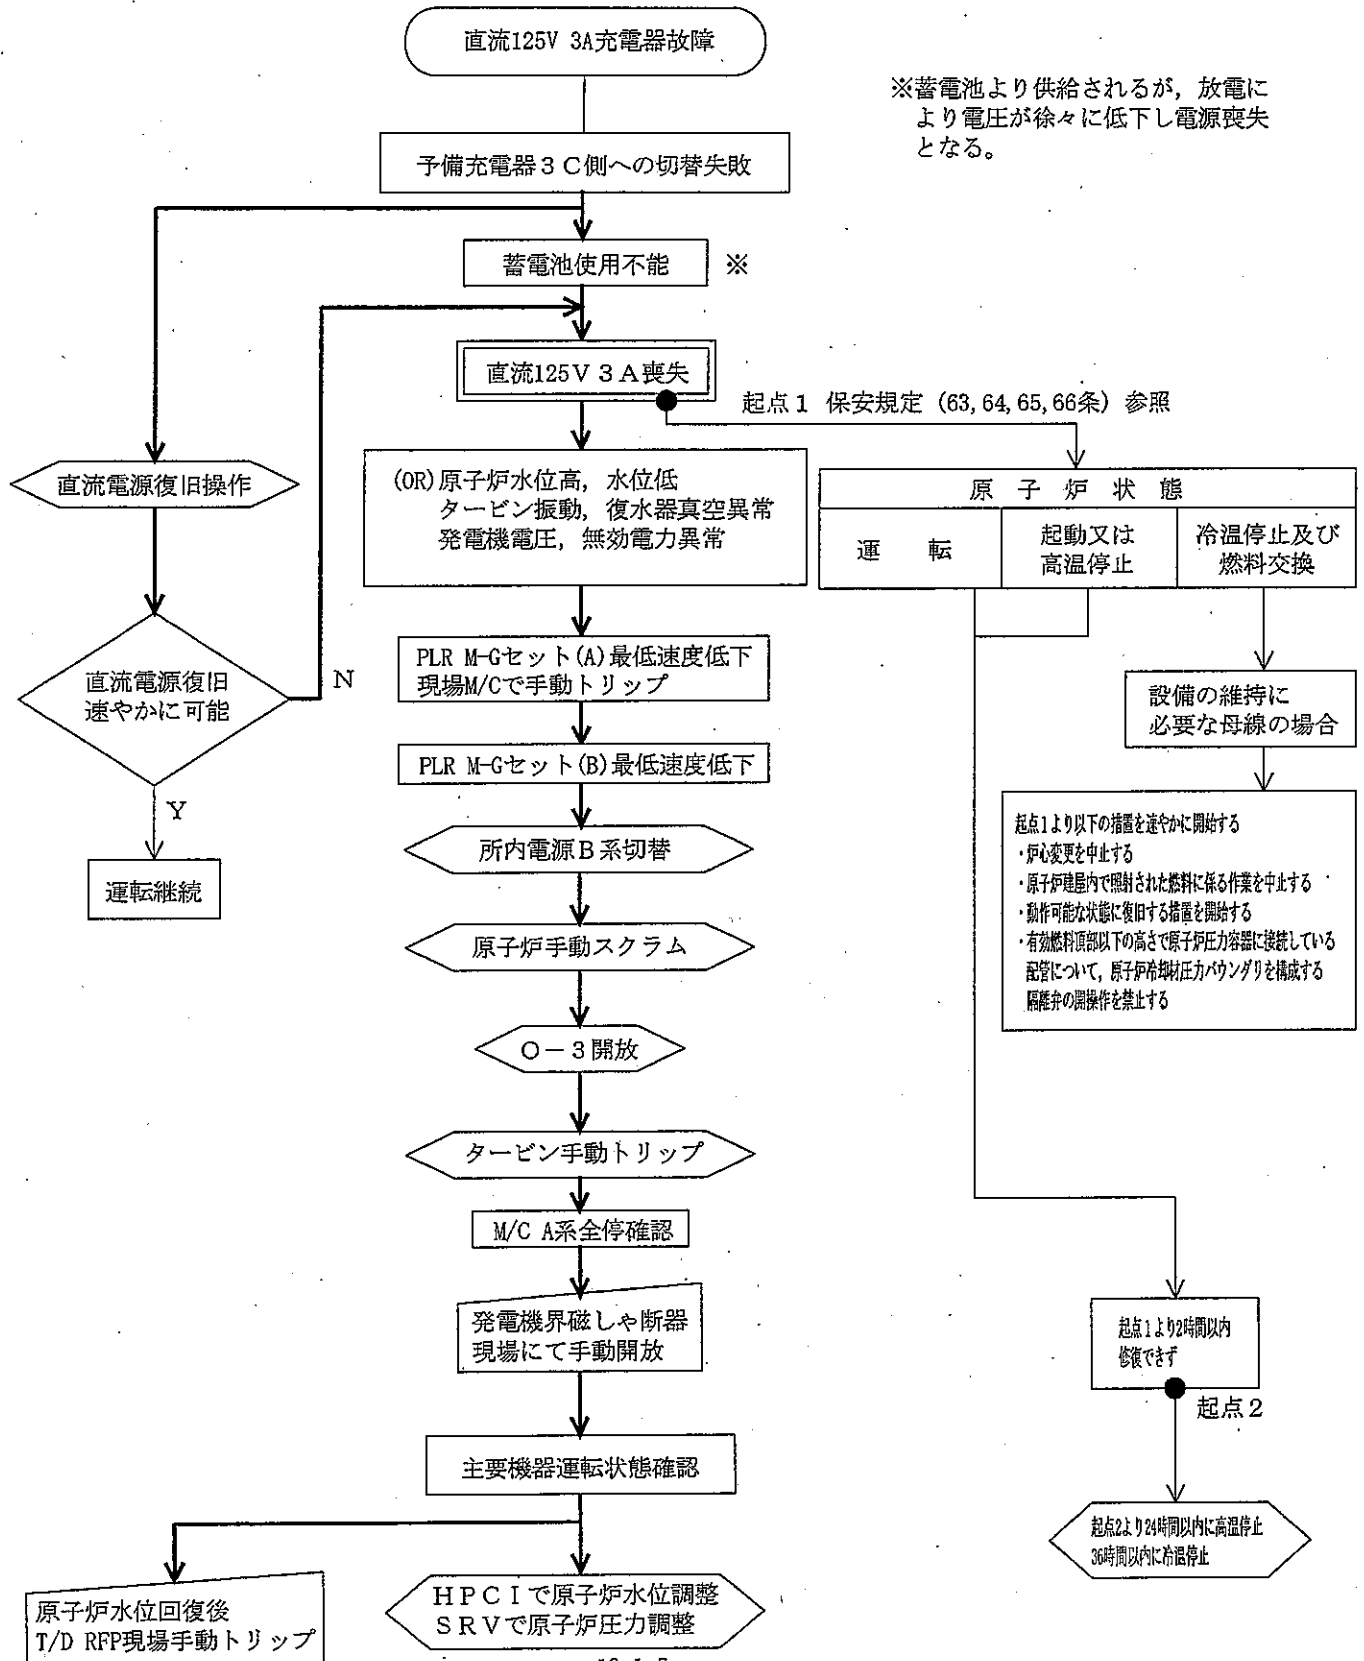 直流125V 3A充電器故障
※蓄電池より供給されるが，放電に
より電圧が徐々に低下し電源喪失
となる。
予備充電器３Ｃ側への切替失敗
蓄電池使用不能
※
直流125V３Ａ喪失
起点１ 保安規定（63, 64, 65, 66条）参照
直流電源復旧操作
(OR)原子炉水位高，水位低
タービン振動，復水器真空異常
発電機電圧，無効電力異常
原 子 炉 状 態
運 転
起動又は
高温停止
冷温停止及び
燃料交換
直流電源復旧
速やかに可能
N
Y
運転継続
PLR M-Gセット(A)最低速度低下
現場M/Cで手動トリップ
設備の維持に
必要な母線の場合
PLR M-Gセット(B)最低速度低下
所内電源Ｂ系切替
起点１より以下の措置を速やかに開始する
・炉心変更を中止する
・原子炉建屋内で照射された燃料に係る作業を中止する
・動作可能な状態に復旧する措置を開始する
・有効燃料頂部以下の高さで原子炉圧力容器に接続している
配管について，原子炉冷却材圧力バウンダリを構成する
隔離弁の開操作を禁止する
原子炉手動スクラム
Ｏ－３開放
タービン手動トリップ
M/C A系全停確認
発電機界磁しゃ断器
現場にて手動開放
起点１より2時間以内
修復できず
起点２
主要機器運転状態確認
起点2より24時間以内に高温停止
36時間以内に冷温停止
原子炉水位回復後
T/D RFP現場手動トリップ
ＨＰＣＩで原子炉水位調整
ＳＲＶで原子炉圧力調整